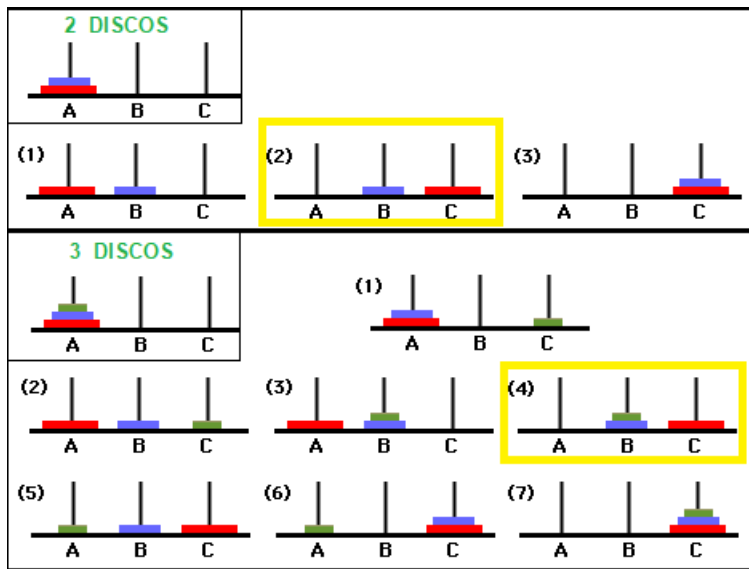 2 DISCOS
A B C
(1) (2) (3)
A B C A B C A B C
3 DISCOS
(1)
A B C A B C
(2) (3) (4)
A B C A B C A B C
(5) (6) (7)
A B C A B C A B C